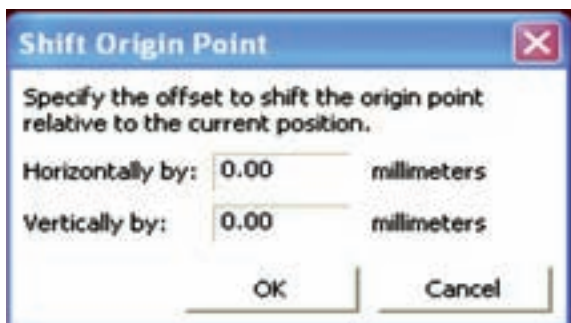 Shift Origin Point
Specify the offset to shift the origin point
relative to the current position.
Horizontally by: 0.00 millimeters
Vertically by: 0.00 millimeters
OK Cancel